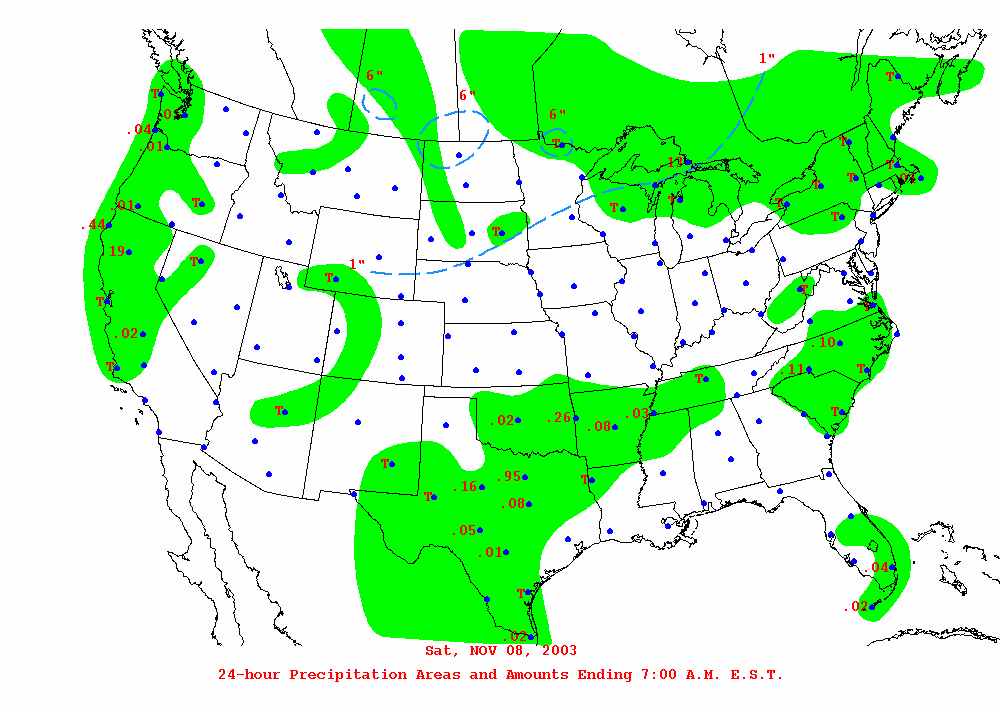 1"
6"
T
6"
.03
6"
.04
T
T
.01
T
.11
T
T
.02
T
.01
T
T
T
.44
T
T
19
T
1"
T
T
T
T
.02
.10
T
.11
T
T
T
.02
.26
.03
T
.08
T
.95
.16
T
T
.08
.05
.01
.04
T
.02
.02
Sat, NOV 08, 2003
24-hour Precipitation Areas and Amounts Ending 7:00 A.M. E.S.T.